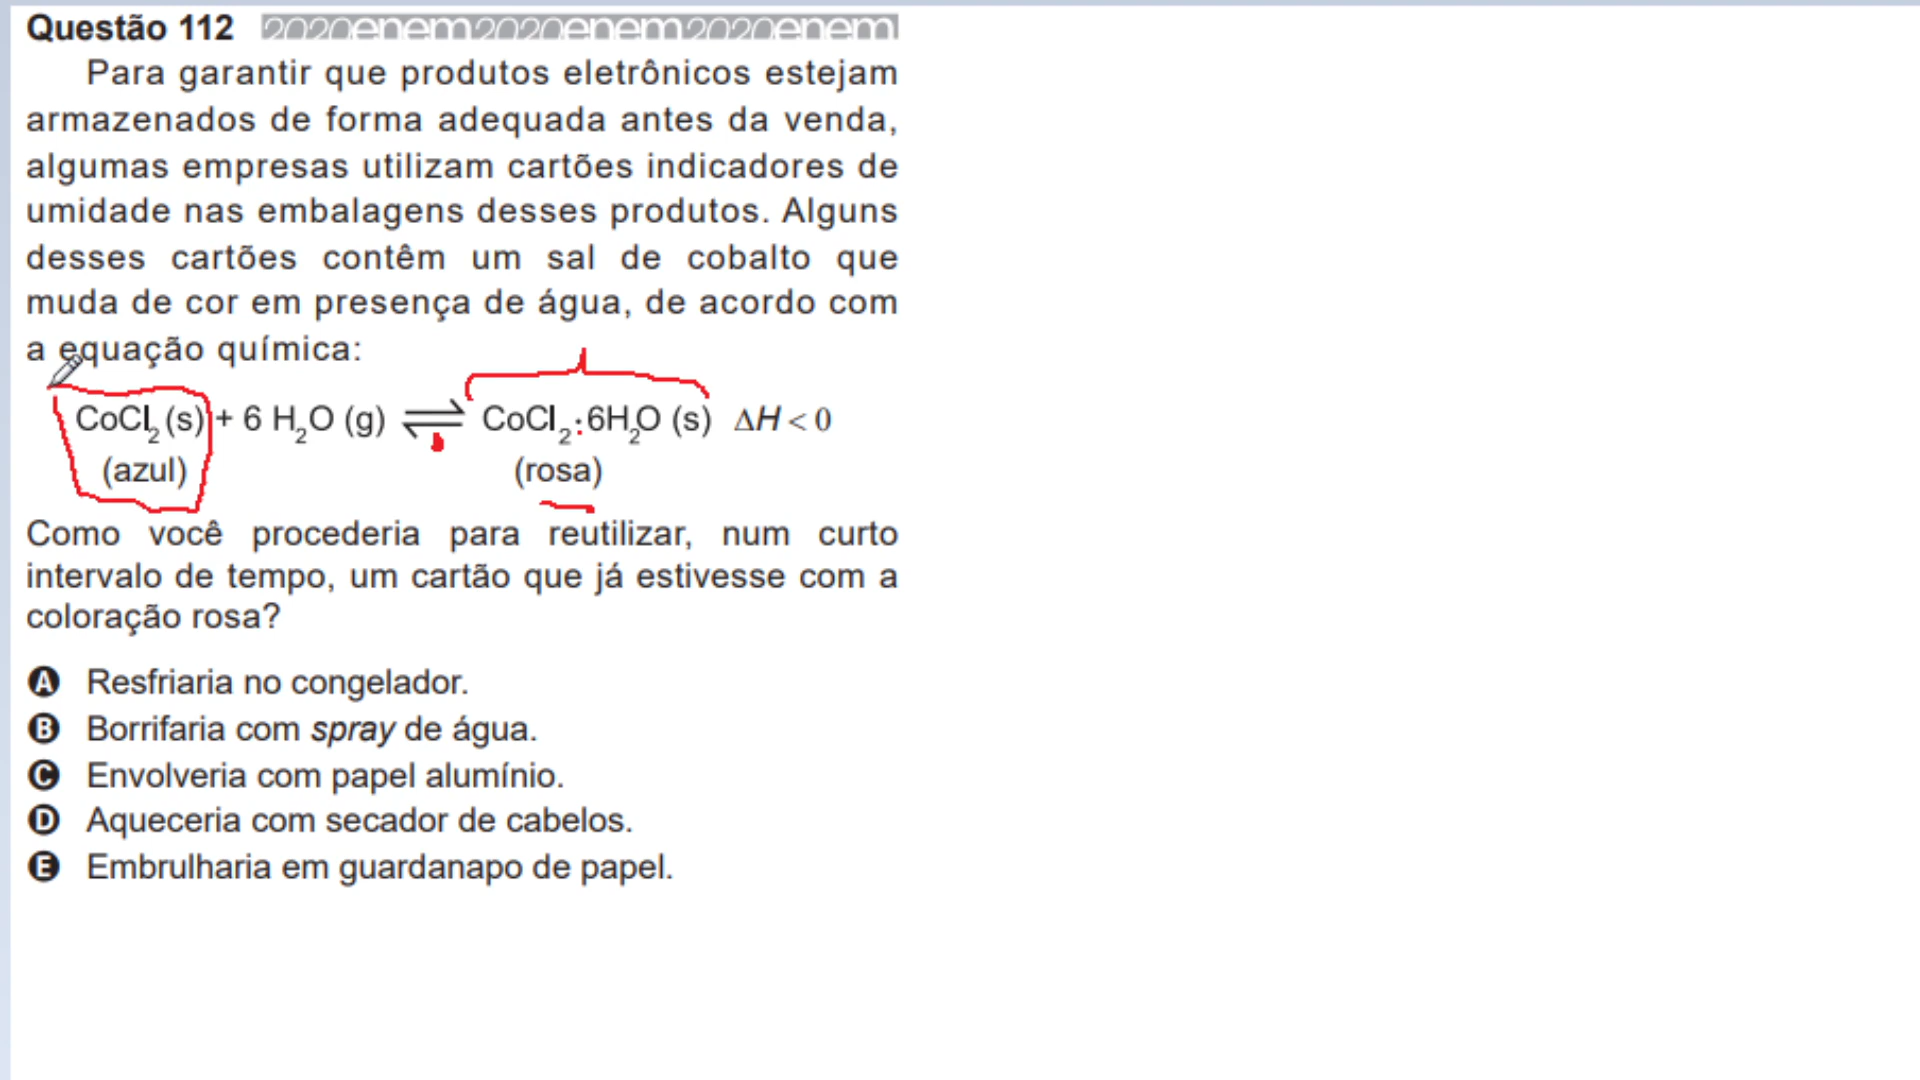 Questão 112 2020enem2020enem2020enem
Para garantir que produtos eletrônicos estejam
armazenados de forma adequada antes da venda,
algumas empresas utilizam cartões indicadores de
umidade nas embalagens desses produtos. Alguns
desses cartões contêm um sal de cobalto que
muda de cor em presença de água, de acordo com
a equação química:
CoCl₂ (s) + 6 H₂O (g) ⇌ CoCl₂:6H₂O (s) ΔH < 0
(azul) (rosa)
Como você procederia para reutilizar, num curto
intervalo de tempo, um cartão que já estivesse com a
coloração rosa?
A Resfriaria no congelador.
B Borrifaria com spray de água.
C Envolveria com papel alumínio.
D Aqueceria com secador de cabelos.
E Embrulharia em guardanapo de papel.